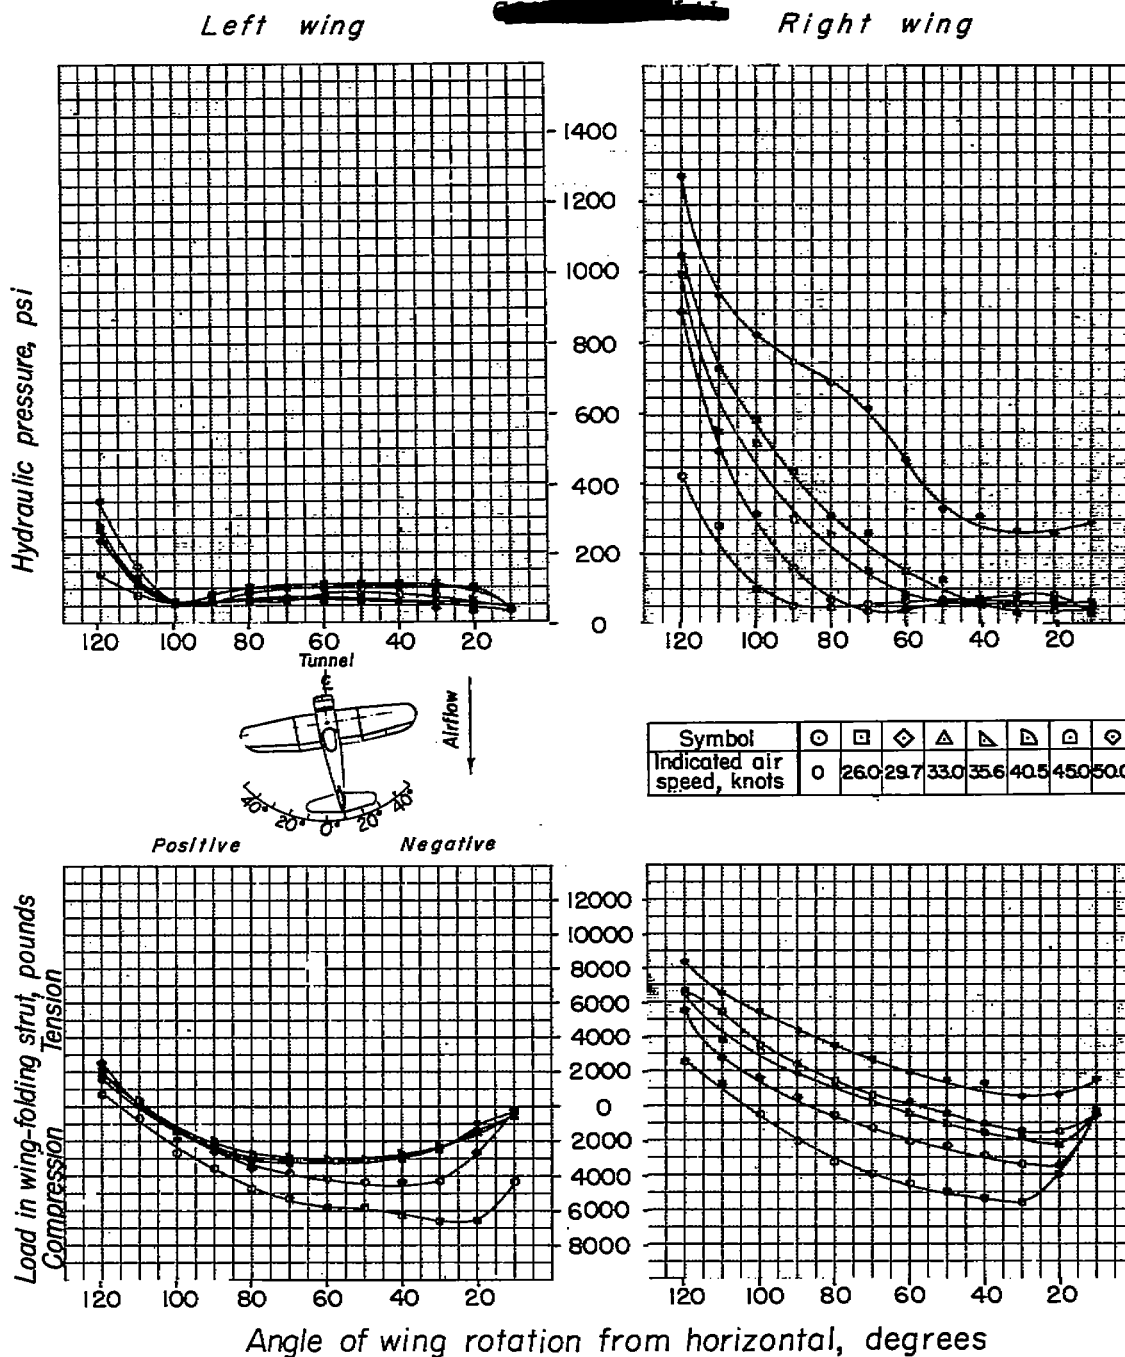 Left wing
Right wing
Hydraulic pressure, psi
1400
1200
1000
800
600
400
200
0
120 100 80 60 40 20
120 100 80 60 40 20
Tunnel
Airflow
40° 20° 0° 20° 40°
Positive Negative
Symbol
Indicated air speed, knots 0 26.0 29.7 33.0 35.6 40.5 45.0 50.0
Load in wing-folding strut, pounds
Compression Tension
12000
10000
8000
6000
4000
2000
0
2000
4000
6000
8000
120 100 80 60 40 20
120 100 80 60 40 20
Angle of wing rotation from horizontal, degrees